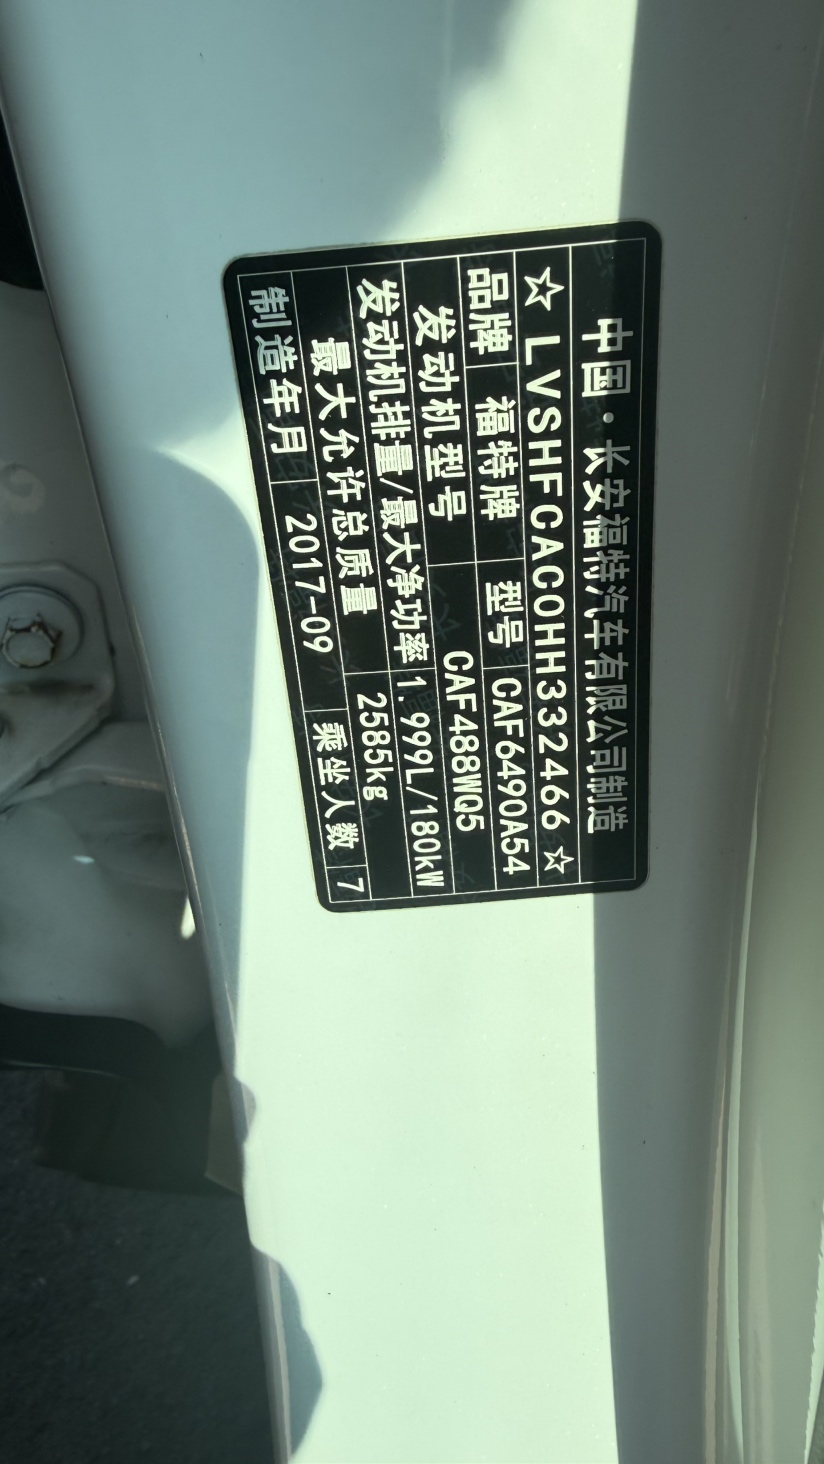 中国·长安福特汽车有限公司制造
☆ LVSHFCAC0HH332466 ☆
品牌 福特牌 型号 CAF6490A54
发动机型号 CAF488WQ5
发动机排量/最大净功率 1.999L/180kW
最大允许总质量 2585kg
制造年月 2017-09 乘坐人数 7